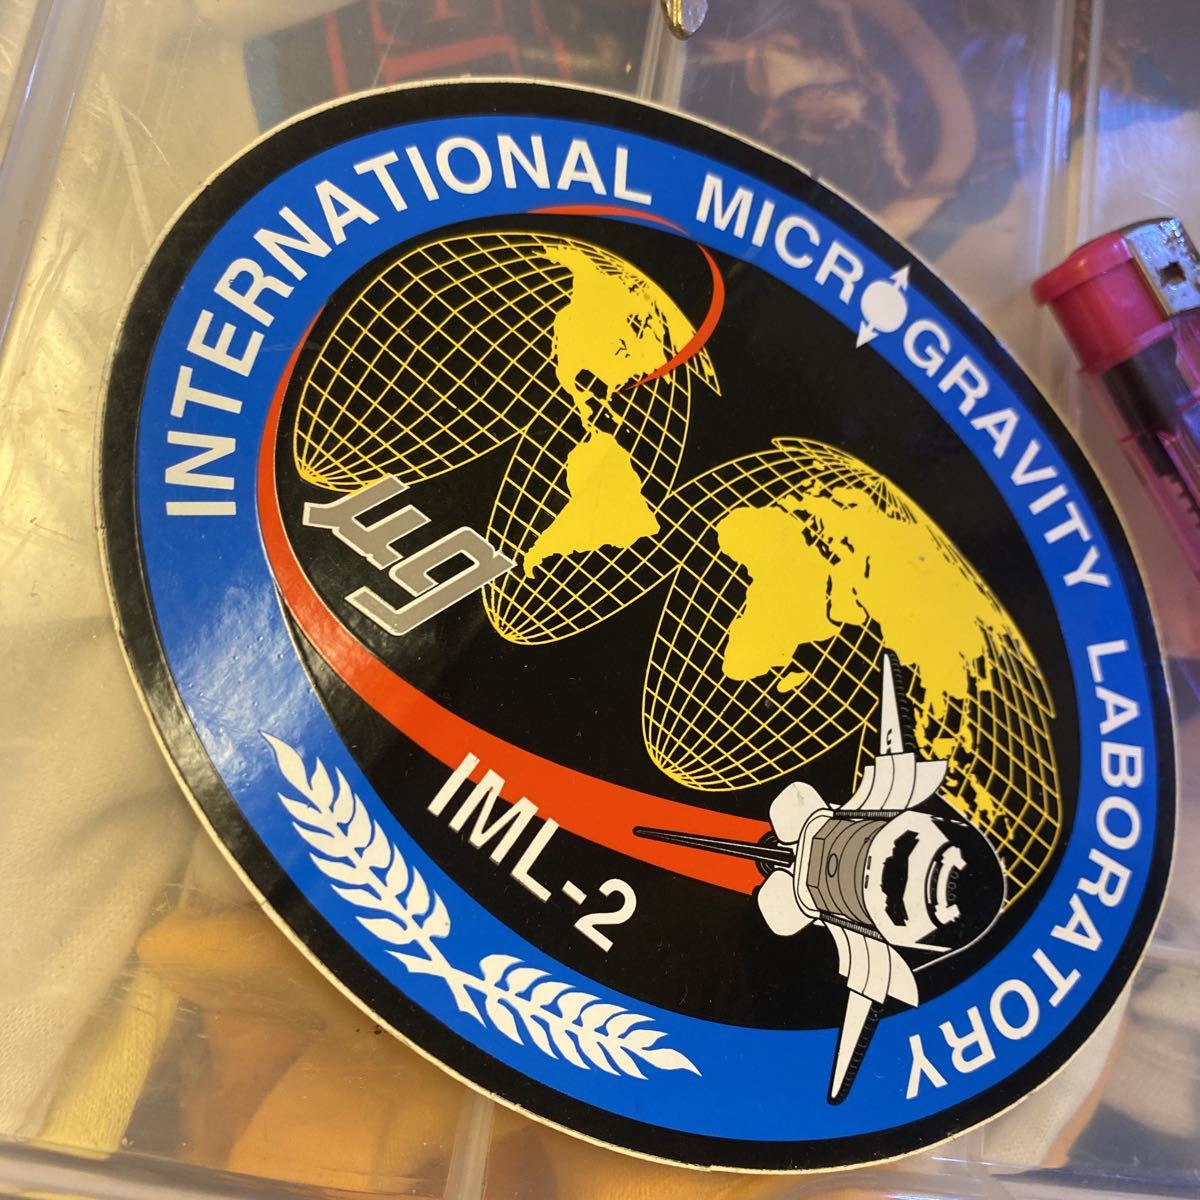 INTERNATIONAL MICROGRAVITY LABORATORY
μg
IML-2